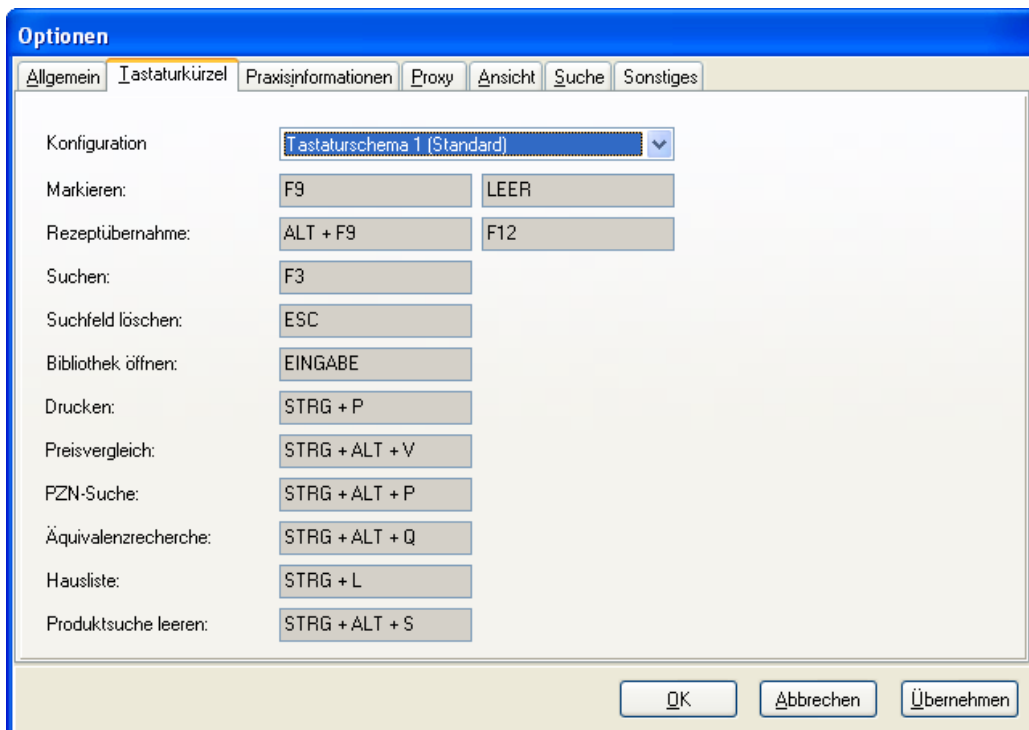 Optionen
Allgemein Tastaturkürzel Praxisinformationen Proxy Ansicht Suche Sonstiges
Konfiguration Tastaturschema 1 (Standard)
Markieren: F9 LEER
Rezeptübernahme: ALT + F9 F12
Suchen: F3
Suchfeld löschen: ESC
Bibliothek öffnen: EINGABE
Drucken: STRG + P
Preisvergleich: STRG + ALT + V
PZN-Suche: STRG + ALT + P
Äquivalenzrecherche: STRG + ALT + Q
Hausliste: STRG + L
Produktsuche leeren: STRG + ALT + S
OK Abbrechen Übernehmen